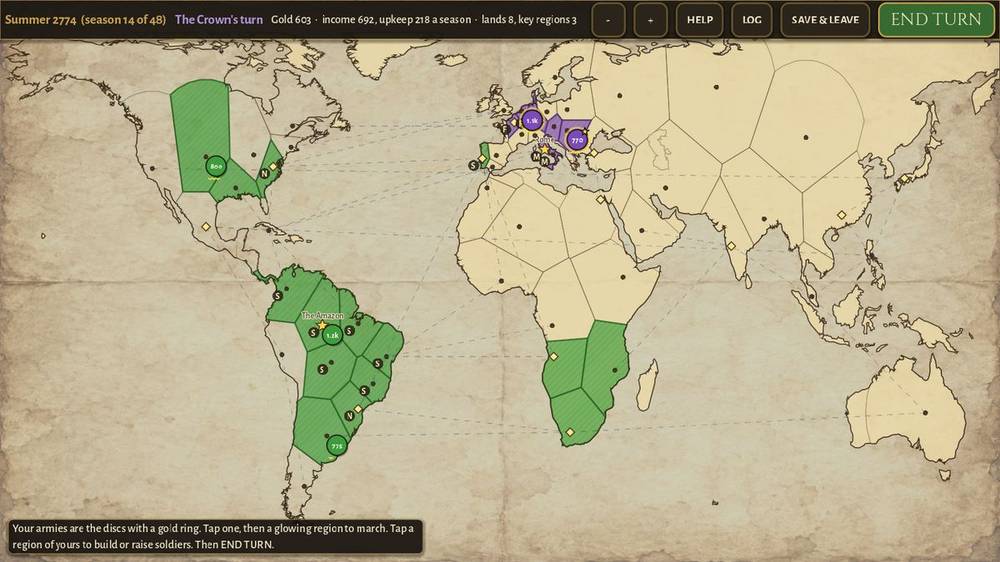 Summer 2774 (season 14 of 48) The Crown's turn Gold 603 · income 692, upkeep 218 a season · lands 8, key regions 3 - + HELP LOG SAVE & LEAVE END TURN
1.1k
770
M
M
S
800
N
S
The Amazon
S
1.2k
S
S
S
S
N
775
Your armies are the discs with a gold ring. Tap one, then a glowing region to march. Tap a
region of yours to build or raise soldiers. Then END TURN.